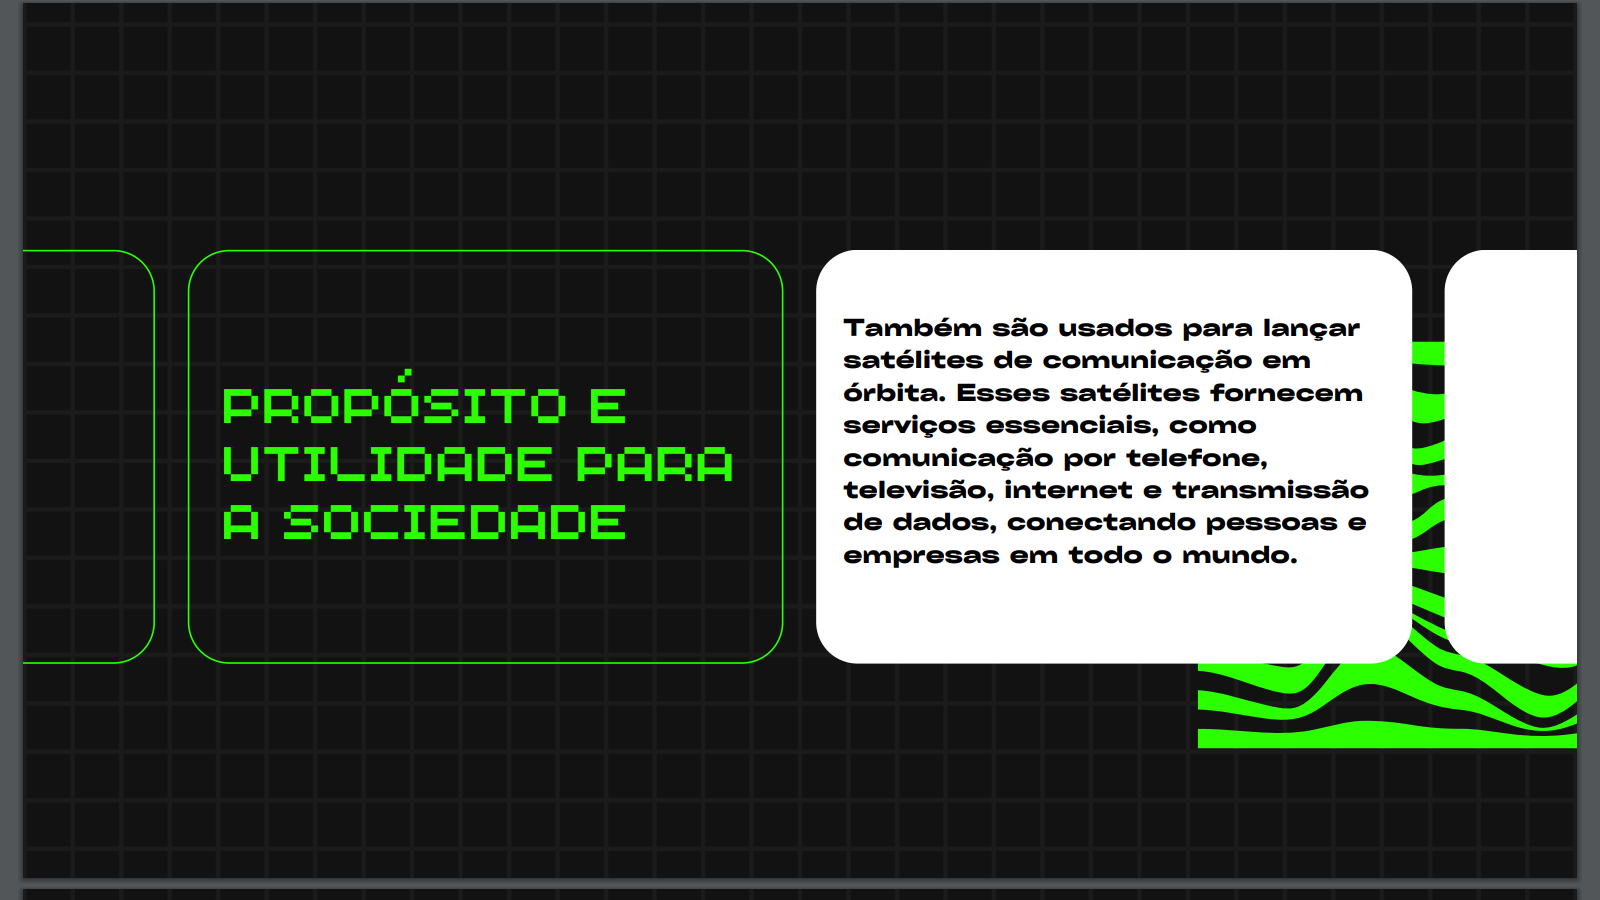 PROPÓSITO E
UTILIDADE PARA
A SOCIEDADE
Também são usados para lançar
satélites de comunicação em
órbita. Esses satélites fornecem
serviços essenciais, como
comunicação por telefone,
televisão, internet e transmissão
de dados, conectando pessoas e
empresas em todo o mundo.